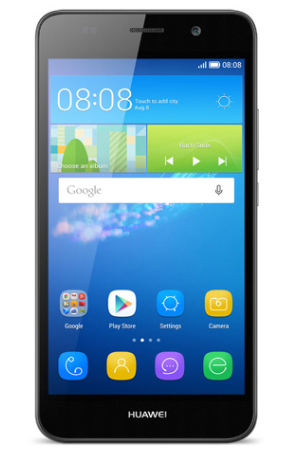 08:08
08:08
Touch to add city
Aug 8
Choose an album
Google
Google
Play Store
Settings
Camera
HUAWEI